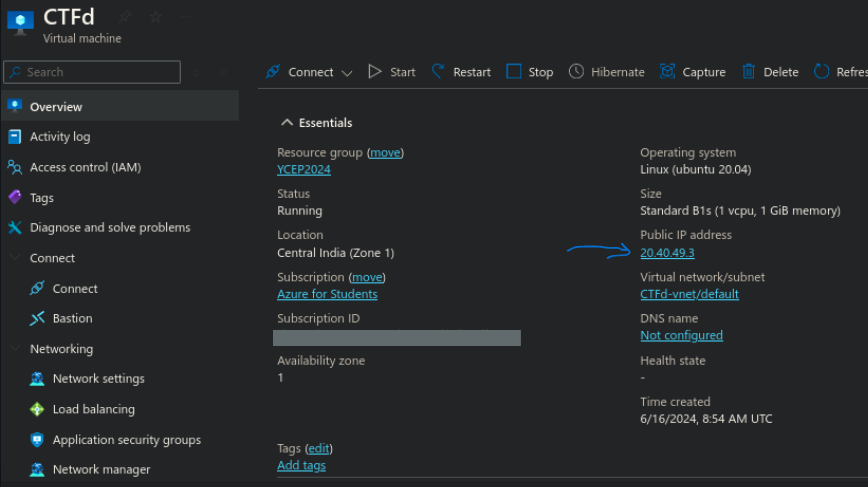 CTFd
Virtual machine
Search
Overview
Activity log
Access control (IAM)
Tags
Diagnose and solve problems
Connect
Connect
Bastion
Networking
Network settings
Load balancing
Application security groups
Network manager
Connect Start Restart Stop Hibernate Capture Delete Refres
Essentials
Resource group (move)
YCEP2024
Status
Running
Location
Central India (Zone 1)
Subscription (move)
Azure for Students
Subscription ID
Availability zone
1
Operating system
Linux (ubuntu 20.04)
Size
Standard B1s (1 vcpu, 1 GiB memory)
Public IP address
20.40.49.3
Virtual network/subnet
CTFd-vnet/default
DNS name
Not configured
Health state
-
Time created
6/16/2024, 8:54 AM UTC
Tags (edit)
Add tags